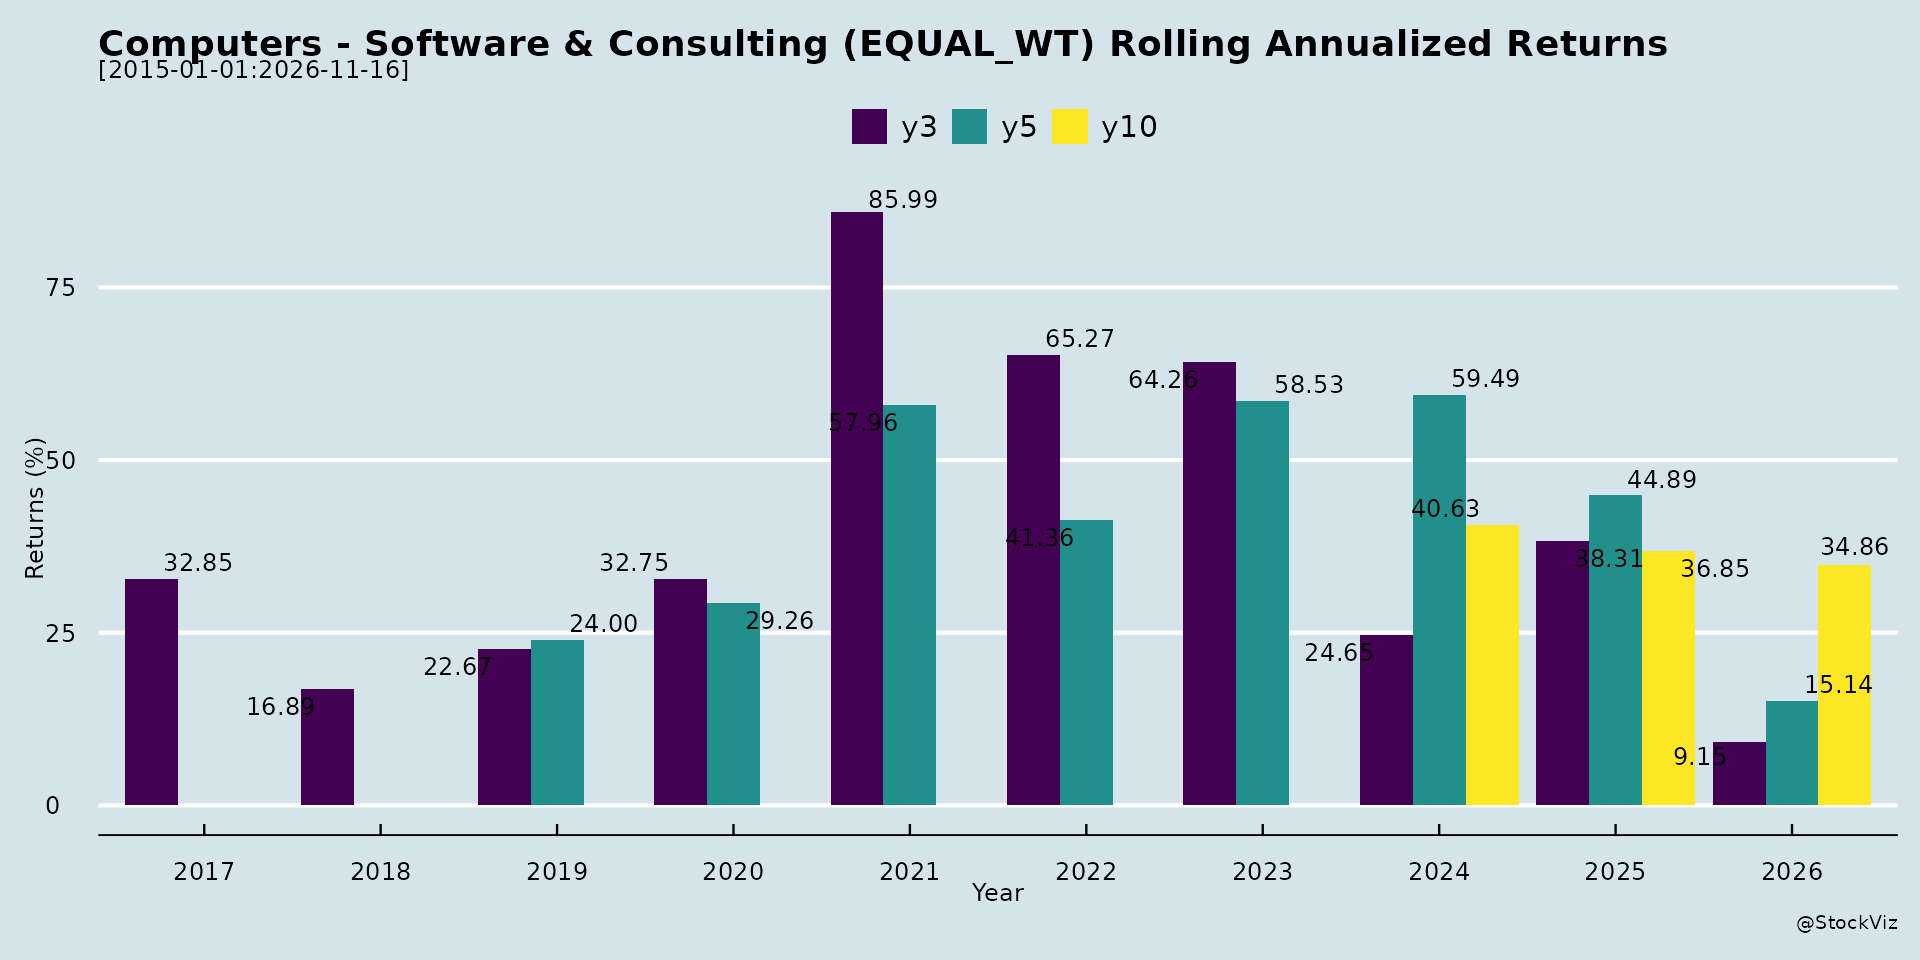 Computers - Software & Consulting (EQUAL_WT) Rolling Annualized Returns
[2015-01-01:2026-11-16]
y3 y5 y10
85.99
75
65.27
64.26 58.53 59.49
57.96
50
44.89
40.63
41.36
38.31 36.85 34.86
32.85 32.75
29.26
24.00
25
24.65
22.67
16.89
15.14
9.15
0
Returns (%)
2017 2018 2019 2020 2021 2022 2023 2024 2025 2026
Year
@StockViz